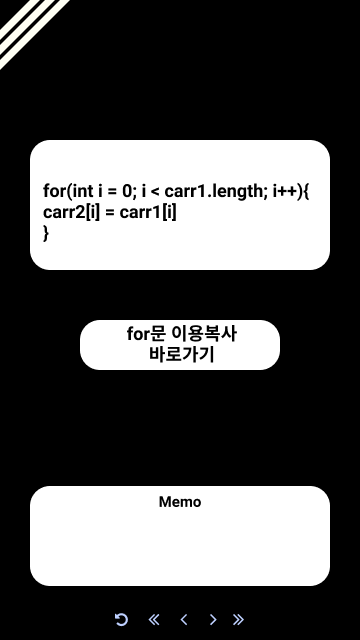 for(int i = 0; i < carr1.length; i++){
carr2[i] = carr1[i]
}
for문 이용복사
바로가기
Memo